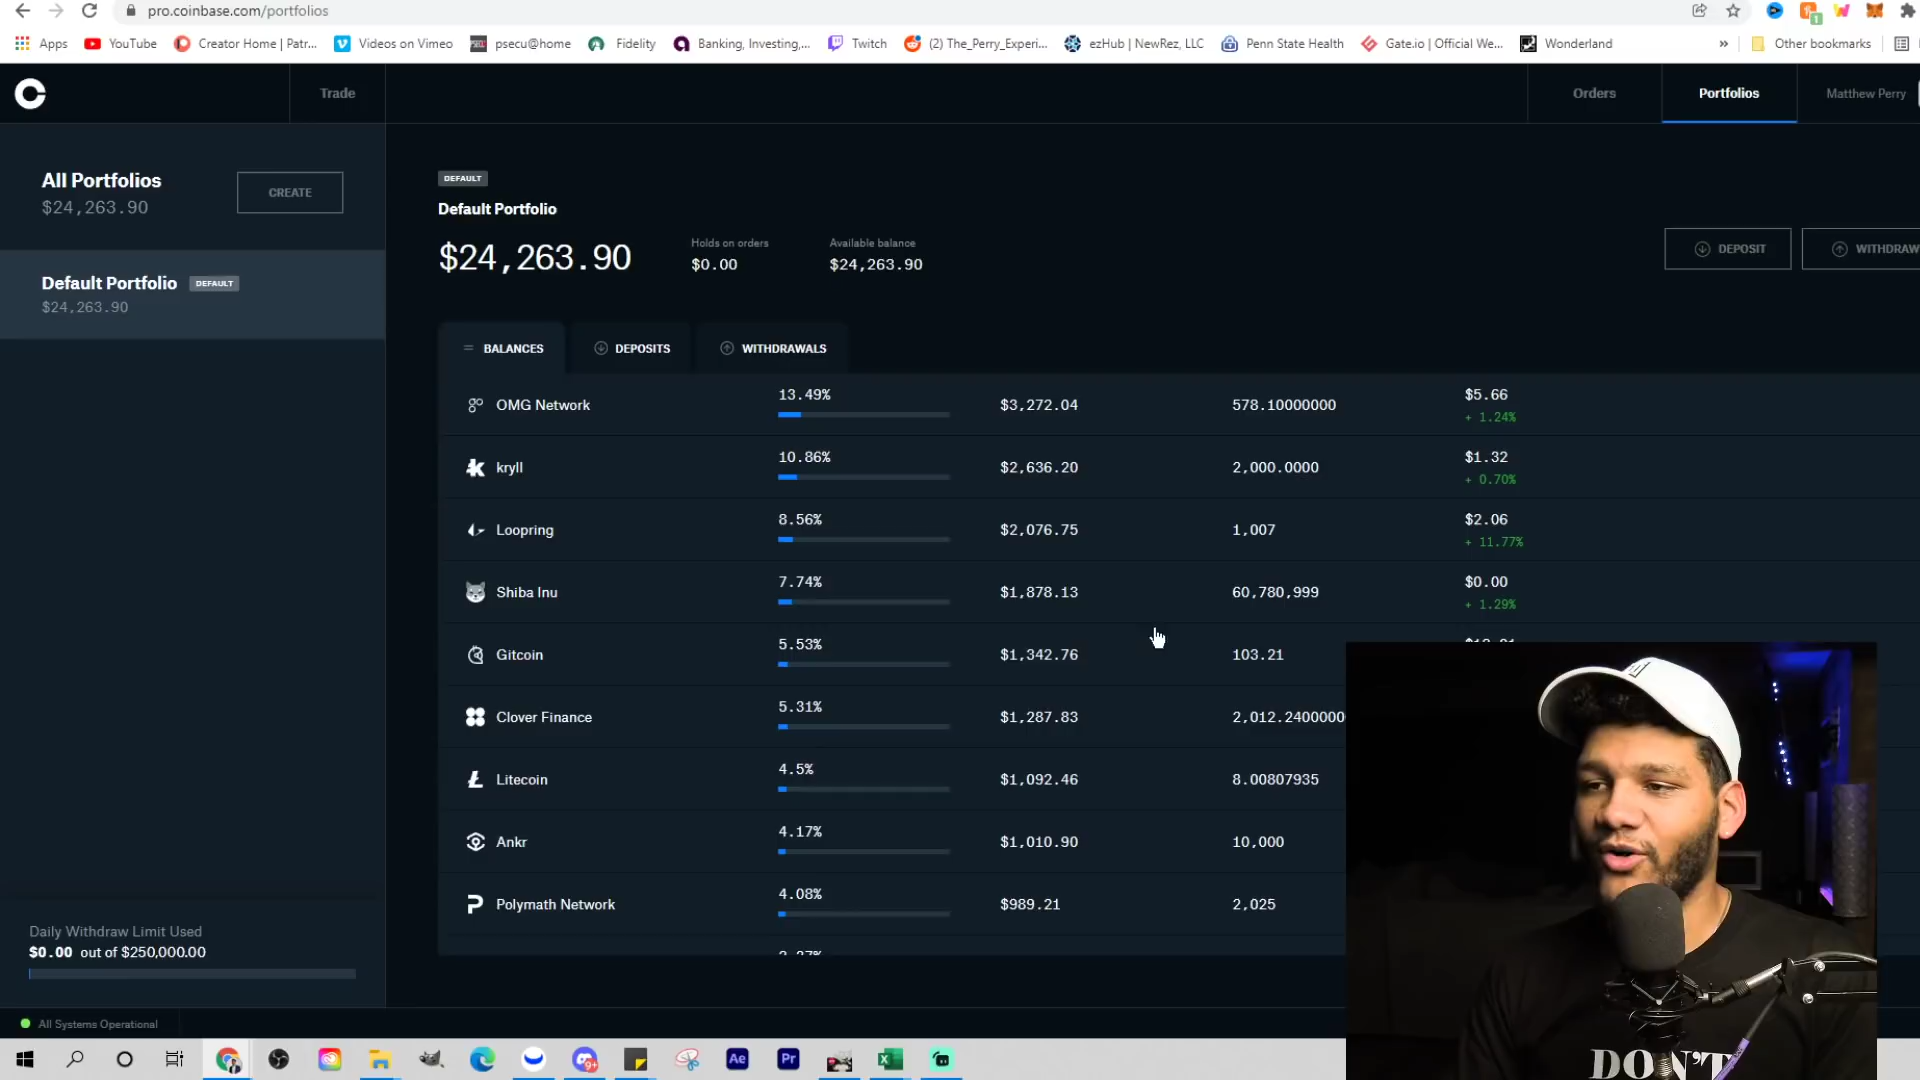 pro.coinbase.com/portfolios
Apps YouTube Creator Home | Patr... Videos on Vimeo psecu@home Fidelity Banking, Investing,... Twitch (2) The_Perry_Experi... ezHub | NewRez, LLC Penn State Health Gate.io | Official We... Wonderland » Other bookmarks
Trade Orders Portfolios Matthew Perry
All Portfolios
$24,263.90
CREATE
Default Portfolio DEFAULT
$24,263.90
Daily Withdraw Limit Used
$0.00 out of $250,000.00
All Systems Operational
DEFAULT
Default Portfolio
$24,263.90
Holds on orders
$0.00
Available balance
$24,263.90
DEPOSIT WITHDRAW
BALANCES DEPOSITS WITHDRAWALS
OMG Network 13.49% $3,272.04 578.10000000 $5.66
+ 1.24%
kryll 10.86% $2,636.20 2,000.0000 $1.32
+ 0.70%
Loopring 8.56% $2,076.75 1,007 $2.06
+ 11.77%
Shiba Inu 7.74% $1,878.13 60,780,999 $0.00
+ 1.29%
Gitcoin 5.53% $1,342.76 103.21
Clover Finance 5.31% $1,287.83 2,012.2400000
Litecoin 4.5% $1,092.46 8.00807935
Ankr 4.17% $1,010.90 10,000
Polymath Network 4.08% $989.21 2,025
Ae Pr
DON'T